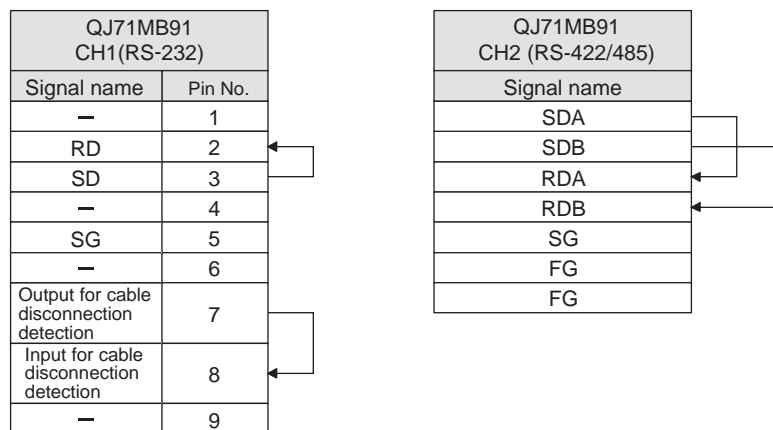 QJ71MB91
CH1(RS-232)
Signal name Pin No.
– 1
RD 2
SD 3
– 4
SG 5
– 6
Output for cable
disconnection
detection
7
Input for cable
disconnection
detection
8
– 9
QJ71MB91
CH2 (RS-422/485)
Signal name
SDA
SDB
RDA
RDB
SG
FG
FG